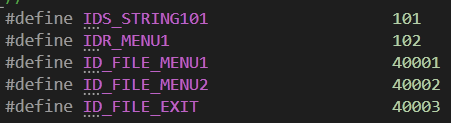 //
#define IDS_STRING101 101
#define IDR_MENU1 102
#define ID_FILE_MENU1 40001
#define ID_FILE_MENU2 40002
#define ID_FILE_EXIT 40003